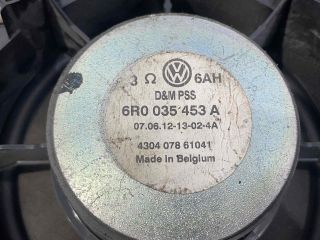 3 Ω 6AH
D&M PSS
6R0 035 453 A
07.06.12-13-02-4A
4304 078 61041
Made in Belgium